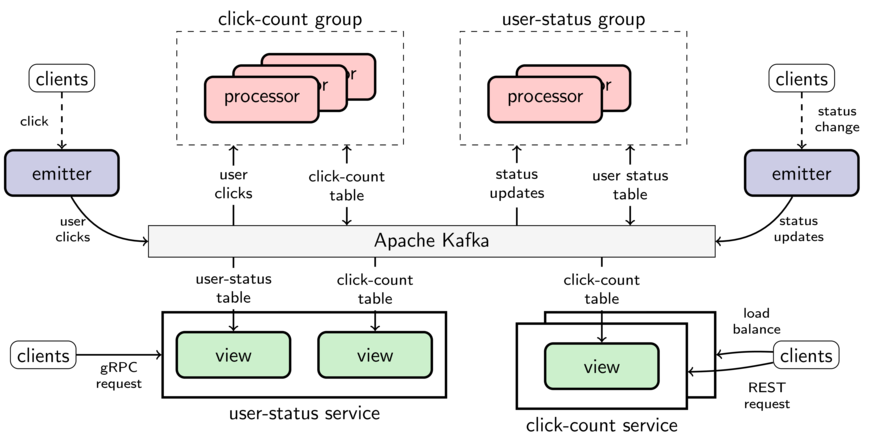 click-count group
user-status group
clients
clients
processor
or
or
processor
or
click
status
change
emitter
emitter
user
clicks
click-count
table
status
updates
user status
table
user
clicks
status
updates
Apache Kafka
user-status
table
click-count
table
click-count
table
load
balance
clients
view
view
view
clients
gRPC
request
REST
request
user-status service
click-count service